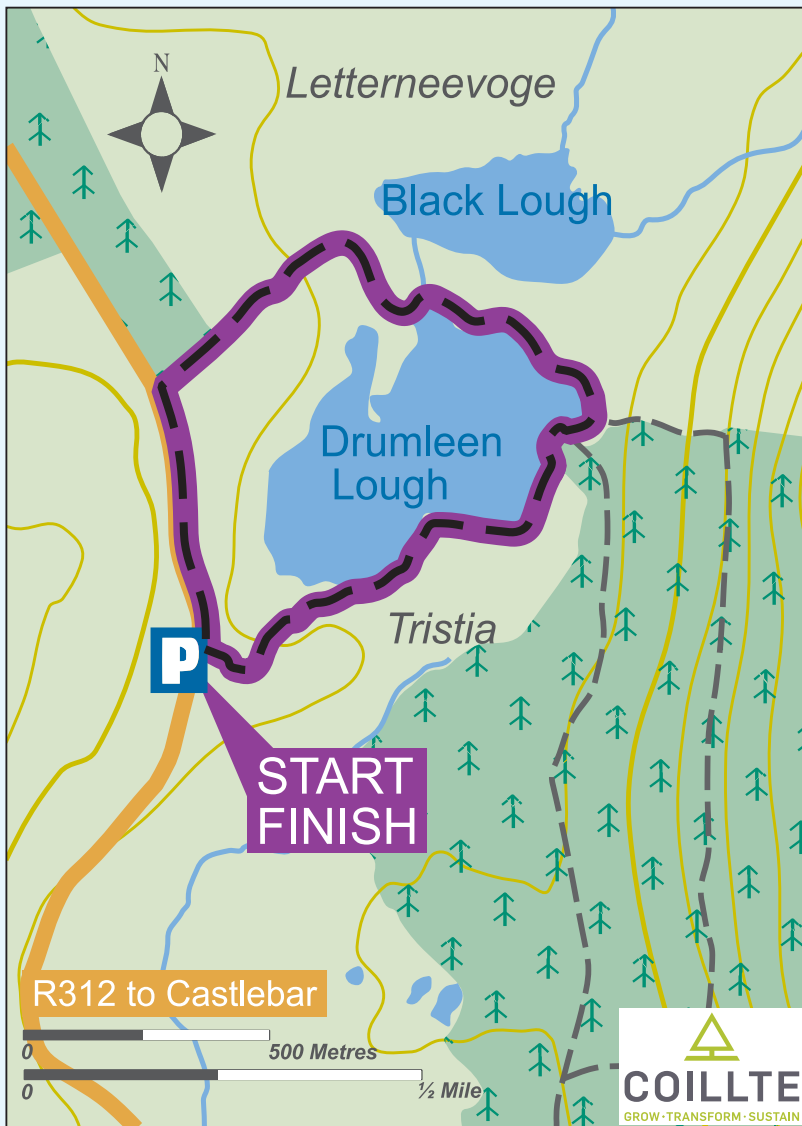 N
Letterneevoge
Black Lough
Drumleen
Lough
Tristia
P
START
FINISH
R312 to Castlebar
0
500 Metres
0
½ Mile
COILLTE
GROW·TRANSFORM·SUSTAIN